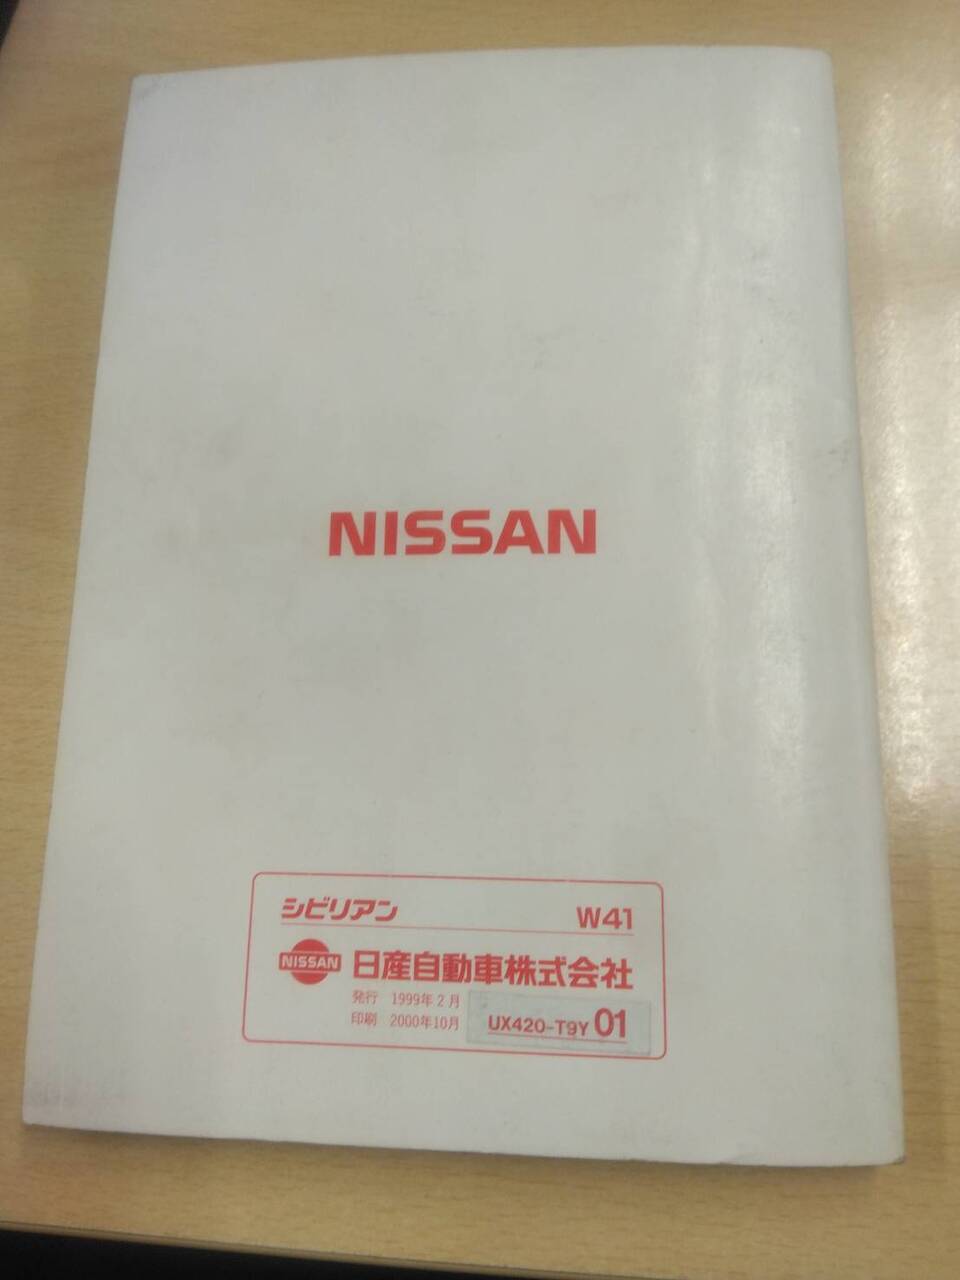 NISSAN
シビリアン W41
NISSAN 日産自動車株式会社
発行 1999年2月
印刷 2000年10月 UX420-T9Y 01